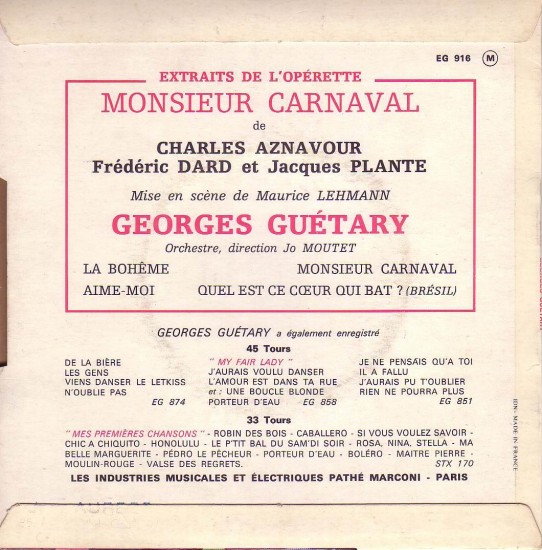 EG 916 M
EXTRAITS DE L'OPÉRETTE
MONSIEUR CARNAVAL
de
CHARLES AZNAVOUR
Frédéric DARD et Jacques PLANTE
Mise en scène de Maurice LEHMANN
GEORGES GUÉTARY
Orchestre, direction Jo MOUTET
LA BOHÊME MONSIEUR CARNAVAL
AIME-MOI QUEL EST CE CŒUR QUI BAT ? (BRÉSIL)
GEORGES GUÉTARY a également enregistré
45 Tours
DE LA BIÈRE
LES GENS
VIENS DANSER LE LETKISS
N'OUBLIE PAS
EG 874
" MY FAIR LADY "
J'AURAIS VOULU DANSER
L'AMOUR EST DANS TA RUE
et : UNE BOUCLE BLONDE
PORTEUR D'EAU EG 858
JE NE PENSAIS QU'A TOI
IL A FALLU
J'AURAIS PU T'OUBLIER
RIEN NE POURRA PLUS
EG 851
33 Tours
" MES PREMIÈRES CHANSONS " - ROBIN DES BOIS - CABALLERO - SI VOUS VOULEZ SAVOIR -
CHIC A CHIQUITO - HONOLULU - LE P'TIT BAL DU SAM'DI SOIR - ROSA, NINA, STELLA - MA
BELLE MARGUERITE - PÉDRO LE PÊCHEUR - PORTEUR D'EAU - BOLÉRO - MAITRE PIERRE -
MOULIN-ROUGE - VALSE DES REGRETS. STX 170
LES INDUSTRIES MUSICALES ET ÉLECTRIQUES PATHÉ MARCONI - PARIS
MADE IN FRANCE